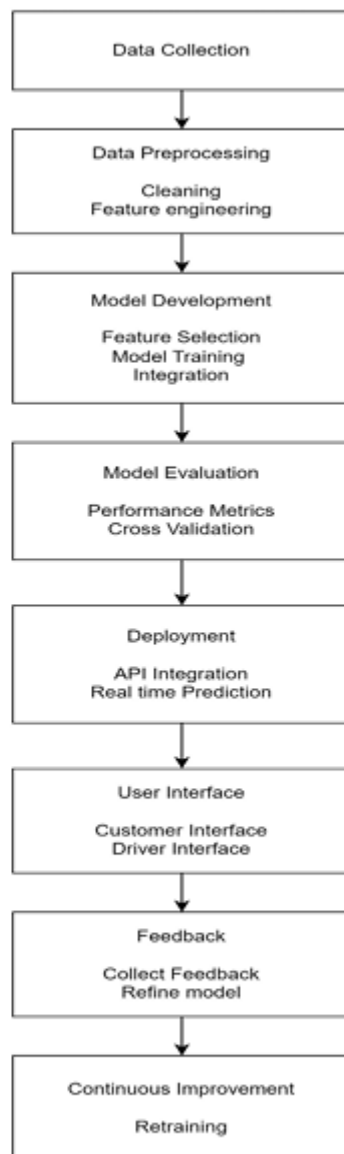 Data Collection
Data Preprocessing
Cleaning
Feature engineering
Model Development
Feature Selection
Model Training
Integration
Model Evaluation
Performance Metrics
Cross Validation
Deployment
API Integration
Real time Prediction
User Interface
Customer Interface
Driver Interface
Feedback
Collect Feedback
Refine model
Continuous Improvement
Retraining